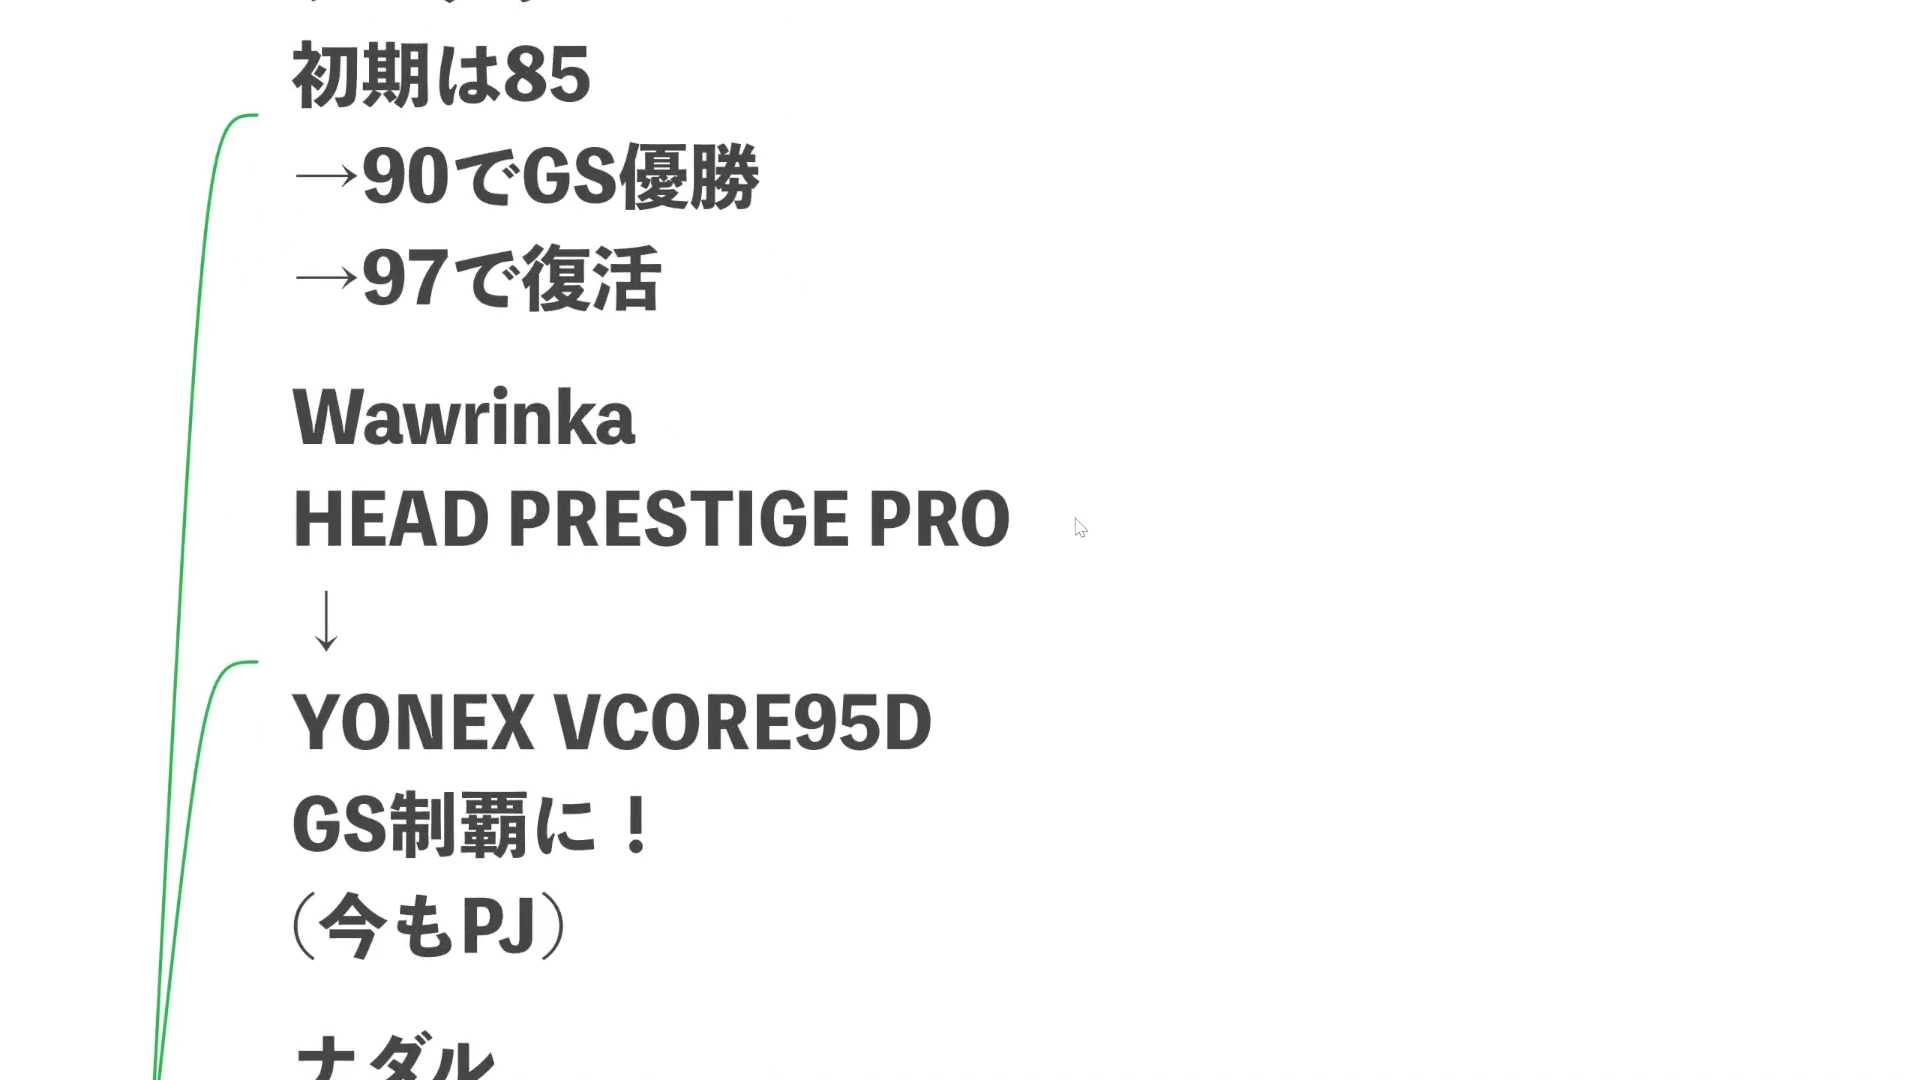 初期は85
→90でGS優勝
→97で復活
Wawrinka
HEAD PRESTIGE PRO
↓
YONEX VCORE95D
GS制覇に！
（今もPJ）
ナダル